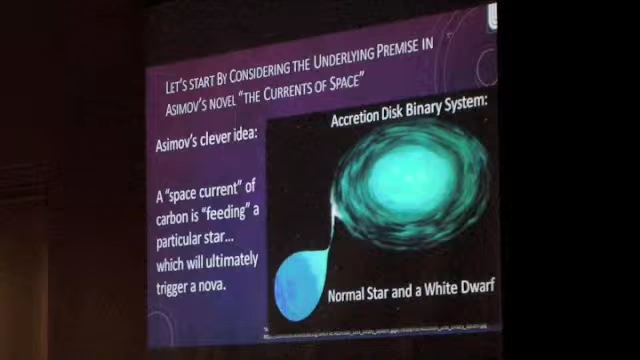 LET'S START BY CONSIDERING THE UNDERLYING PREMISE IN
ASIMOV'S NOVEL "THE CURRENTS OF SPACE"
Asimov's clever idea:
A "space current" of
carbon is "feeding" a
particular star...
which will ultimately
trigger a nova.
Accretion Disk Binary System:
Normal Star and a White Dwarf